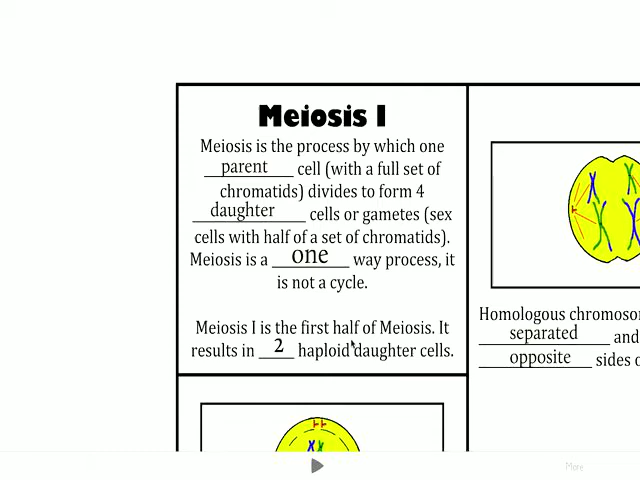 Meiosis I
Meiosis is the process by which one
parent cell (with a full set of
chromatids) divides to form 4
daughter cells or gametes (sex
cells with half of a set of chromatids).
Meiosis is a one way process, it
is not a cycle.
Meiosis I is the first half of Meiosis. It
results in 2 haploid daughter cells.
Homologous
separated and
opposite sides
More